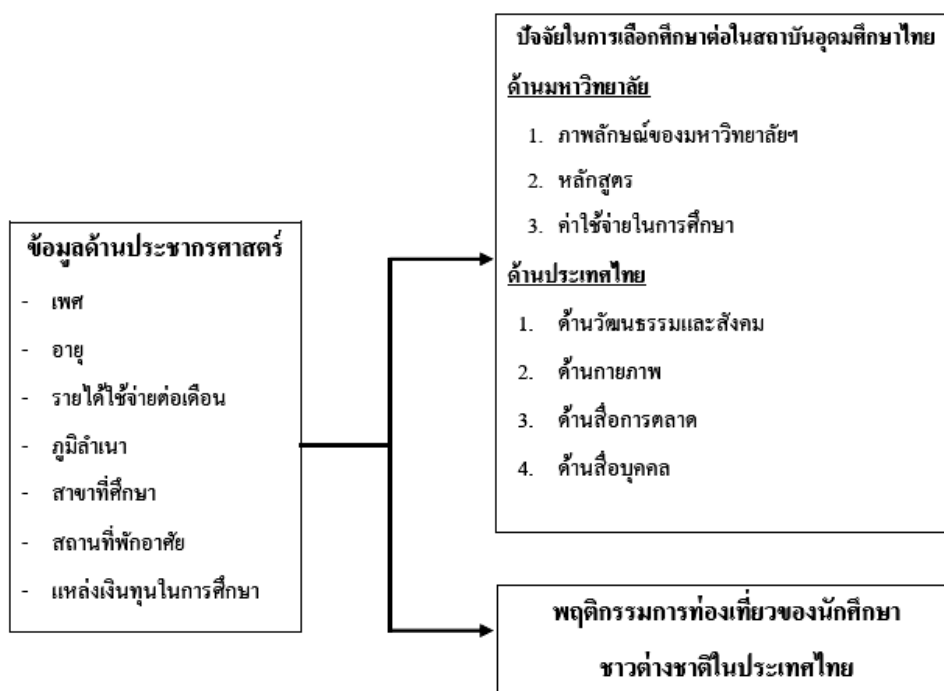 ข้อมูลด้านประชากรศาสตร์
- เพศ
- อายุ
- รายได้ใช้จ่ายต่อเดือน
- ภูมิลำเนา
- สาขาที่ศึกษา
- สถานที่พักอาศัย
- แหล่งเงินทุนในการศึกษา
ปัจจัยในการเลือกศึกษาต่อในสถาบันอุดมศึกษาไทย
ด้านมหาวิทยาลัย
1. ภาพลักษณ์ของมหาวิทยาลัยฯ
2. หลักสูตร
3. ค่าใช้จ่ายในการศึกษา
ด้านประเทศไทย
1. ด้านวัฒนธรรมและสังคม
2. ด้านกายภาพ
3. ด้านสื่อการตลาด
4. ด้านสื่อบุคคล
พฤติกรรมการท่องเที่ยวของนักศึกษา
ชาวต่างชาติในประเทศไทย